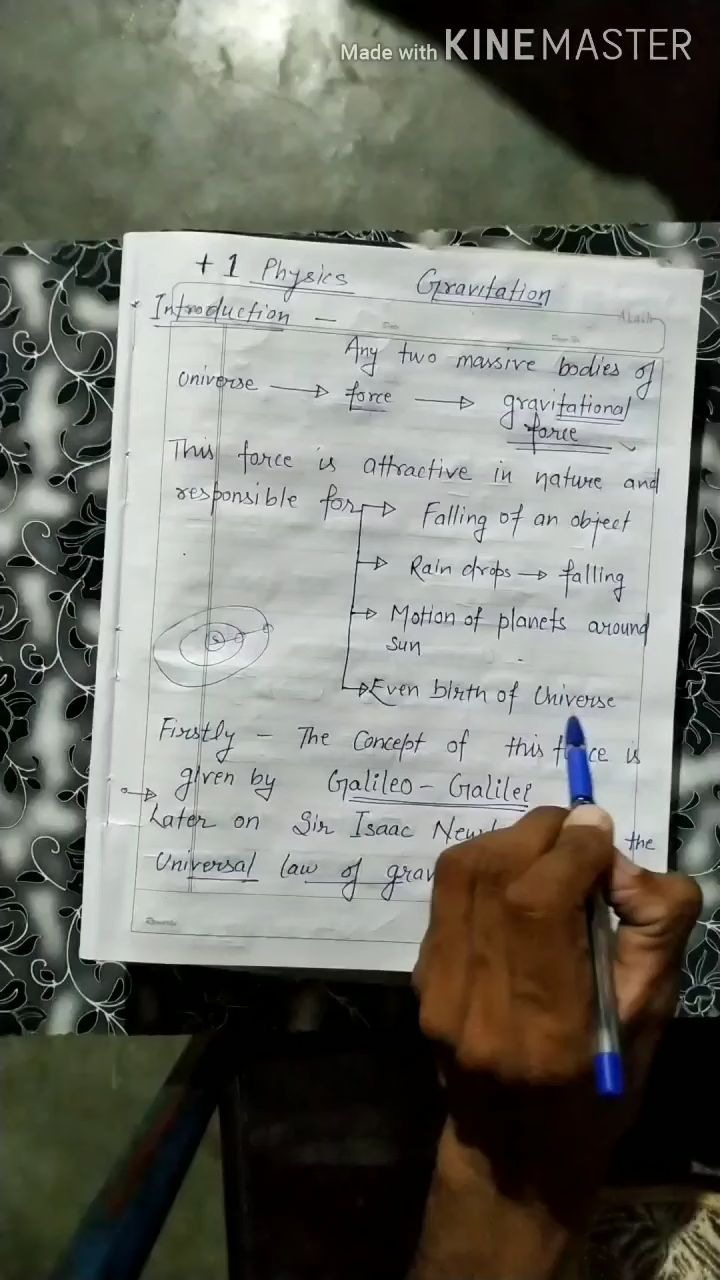 Made with KINEMASTER
+1 Physics Gravitation
Introduction —
Any two massive bodies of
Universe → force → gravitational
force
This force is attractive in nature and
responsible for → Falling of an object
→ Rain drops → falling
→ Motion of planets around
Sun
S
→ Even birth of Universe
Firstly – The Concept of this is
given by Galileo – Galilei
→ Later on Sir Isaac the
Universal law of